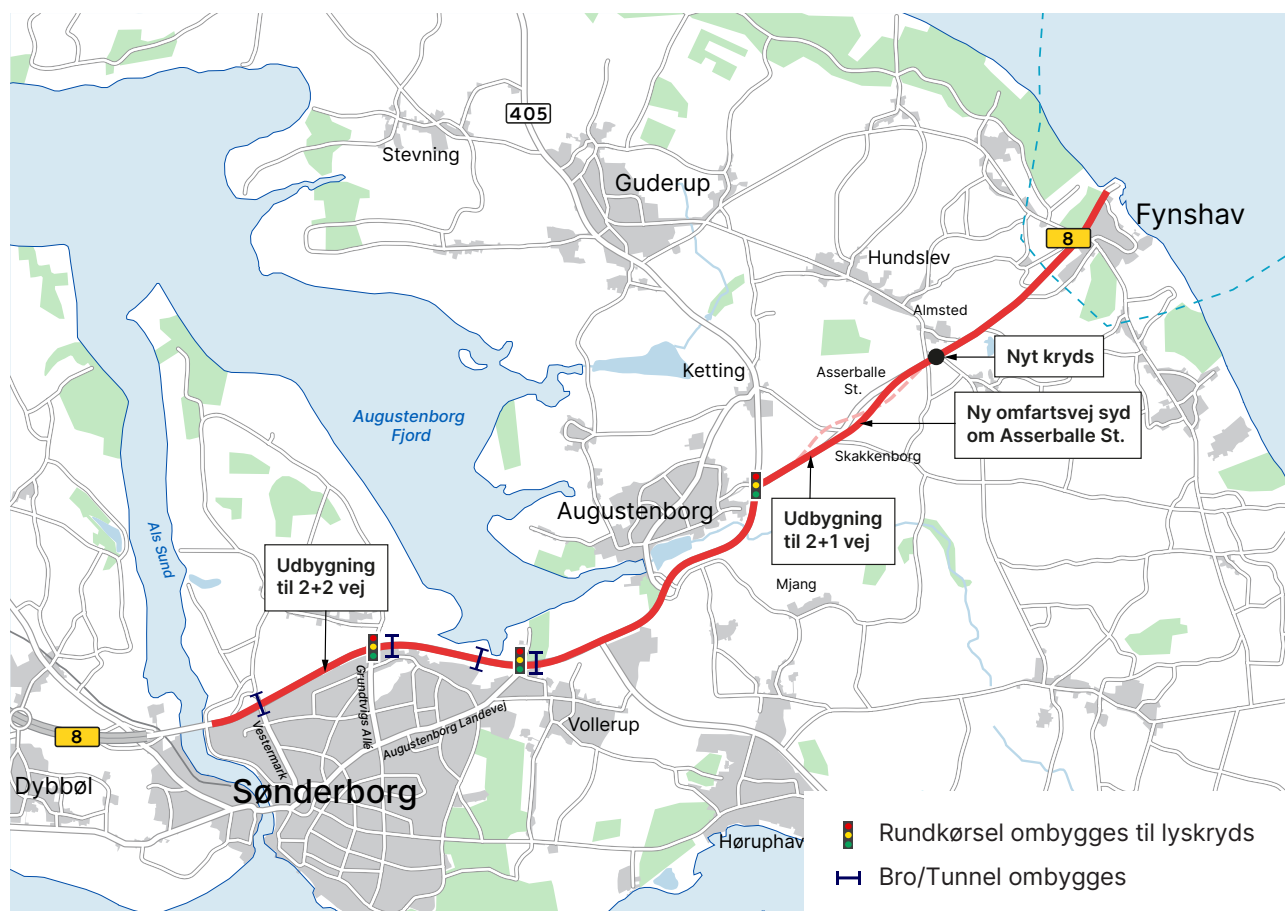 405
Stevning
Guderup
Fynshav
8
Hundslev
Almsted
Nyt kryds
Ketting
Asserballe
St.
Augustenborg
Fjord
Ny omfartsvej syd
om Asserballe St.
Skakkenborg
Augustenborg
Udbygning
til 2+1 vej
Als Sund
Udbygning
til 2+2 vej
Mjang
Grundtvigs Allé
Augustenborg Landevej
Vollerup
Vestermark
8
Dybbøl
Sønderborg
Høruphav
Rundkørsel ombygges til lyskryds
Bro/Tunnel ombygges